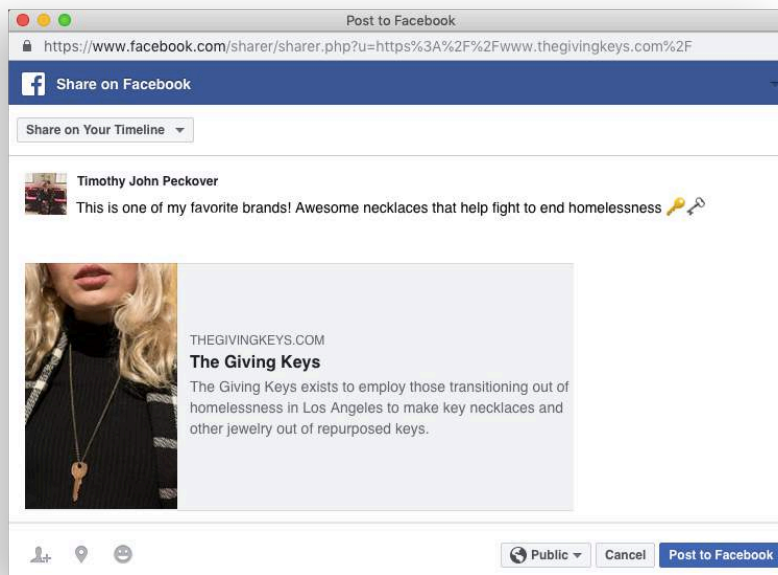 Post to Facebook
https://www.facebook.com/sharer/sharer.php?u=https%3A%2F%2Fwww.thegivingkeys.com%2F
f Share on Facebook
Share on Your Timeline
Timothy John Peckover
This is one of my favorite brands! Awesome necklaces that help fight to end homelessness 🔑🗝
THEGIVINGKEYS.COM
The Giving Keys
The Giving Keys exists to employ those transitioning out of
homelessness in Los Angeles to make key necklaces and
other jewelry out of repurposed keys.
Public Cancel Post to Facebook